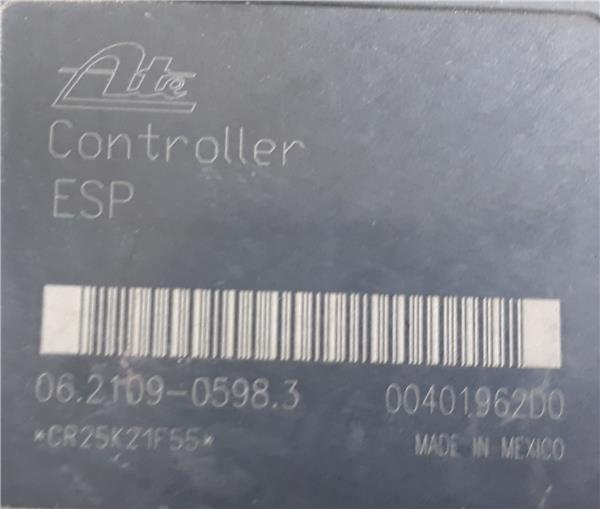 Ate
Controller
ESP
06.2109-0598.3 00401962D0
*CR25K21F55*
MADE IN MEXICO